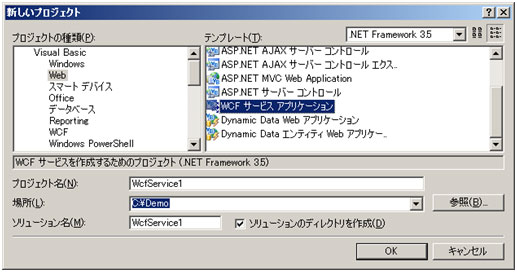 新しいプロジェクト
プロジェクトの種類(P):
テンプレート(T):
.NET Framework 3.5
Visual Basic
Windows
Web
スマート デバイス
Office
データベース
Reporting
WCF
Windows PowerShell
ASP.NET AJAX サーバー コントロール
ASP.NET AJAX サーバー コントロール エクス..
ASP.NET MVC Web Application
ASP.NET サーバー コントロール
WCF サービス アプリケーション
Dynamic Data Web アプリケーション
Dynamic Data エンティティ Web アプリケー..
WCF サービスを作成するためのプロジェクト (.NET Framework 3.5)
プロジェクト名(N):
WcfService1
場所(L):
C:¥Demo
参照(B)...
ソリューション名(M):
WcfService1
ソリューションのディレクトリを作成(D)
OK
キャンセル